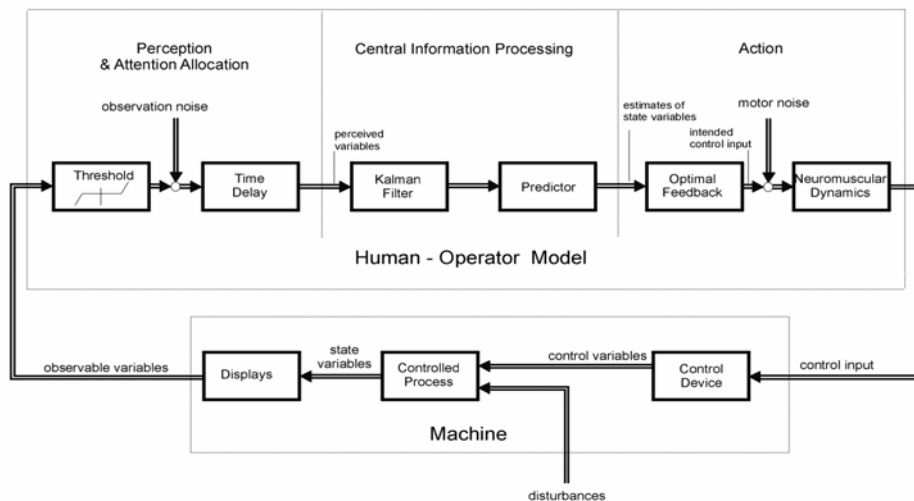 Perception
& Attention Allocation
Central Information Processing
Action
observation noise
perceived
variables
estimates of
state variables
intended
control input
motor noise
Threshold
Time
Delay
Kalman
Filter
Predictor
Optimal
Feedback
Neuromuscular
Dynamics
Human - Operator Model
observable variables
Displays
state
variables
Controlled
Process
control variables
Control
Device
control input
Machine
disturbances